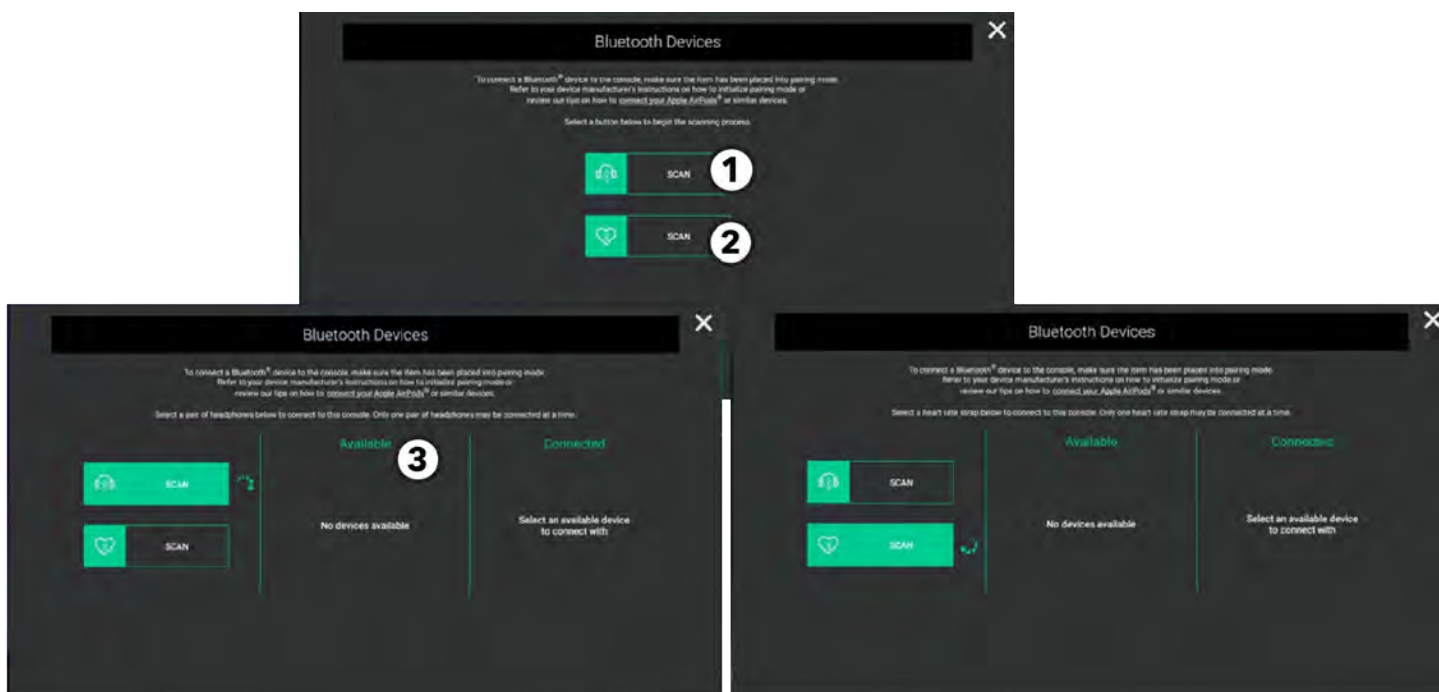 Bluetooth Devices
To connect a Bluetooth® device to the console, make sure the item has been placed into pairing mode.
Refer to your device manufacturer's instructions on how to initialize pairing mode or
review our tips on how to connect your Apple AirPods® or similar devices.
Select a button below to begin the scanning process.
SCAN
1
SCAN
2
Bluetooth Devices
To connect a Bluetooth® device to the console, make sure the item has been placed into pairing mode.
Refer to your device manufacturer's instructions on how to initialize pairing mode or
review our tips on how to connect your Apple AirPods® or similar devices.
Select a pair of headphones below to connect to this console. Only one pair of headphones may be connected at a time.
Available
3
Connected
SCAN
SCAN
No devices available
Select an available device
to connect with
Bluetooth Devices
To connect a Bluetooth® device to the console, make sure the item has been placed into pairing mode.
Refer to your device manufacturer's instructions on how to initialize pairing mode or
review our tips on how to connect your Apple AirPods® or similar devices.
Select a heart rate strap below to connect to this console. Only one heart rate strap may be connected at a time.
Available
Connected
SCAN
SCAN
No devices available
Select an available device
to connect with